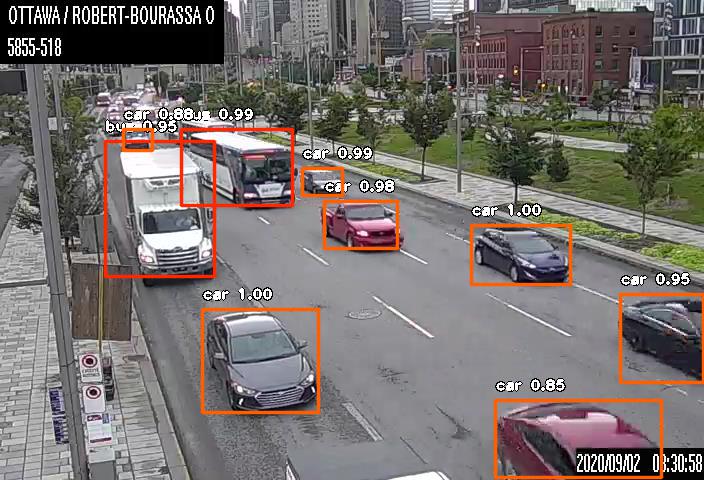 OTTAWA / ROBERT-BOURASSA O
5855-518
car 0.88
bus 0.99
bus 0.95
car 0.99
car 0.98
car 1.00
car 0.95
car 1.00
car 0.85
2020/09/02 08:30:58